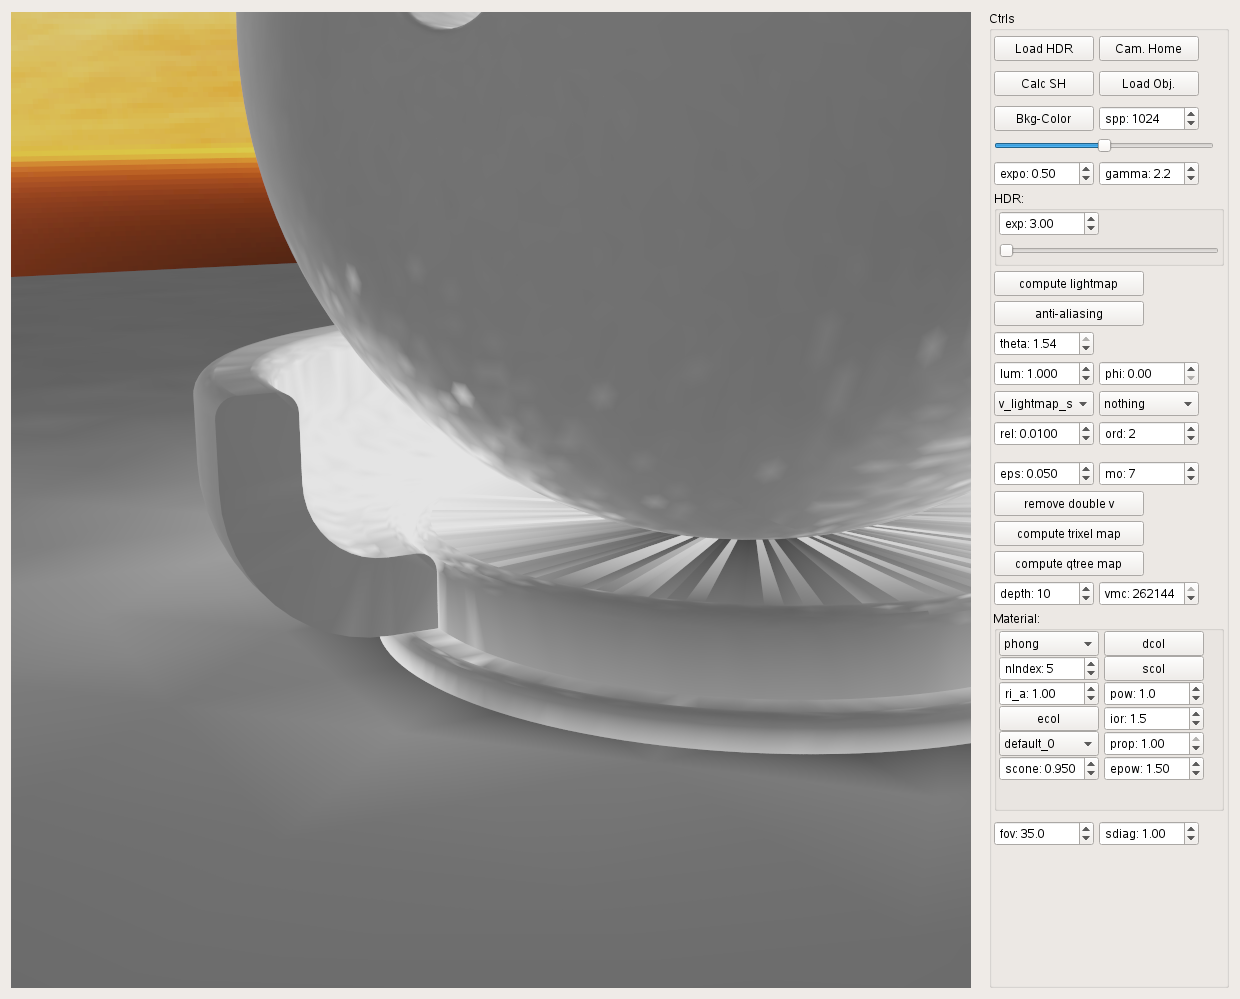 Ctrls
Load HDR Cam. Home
Calc SH Load Obj.
Bkg-Color spp: 1024
expo: 0.50 gamma: 2.2
HDR:
exp: 3.00
compute lightmap
anti-aliasing
theta: 1.54
lum: 1.000 phi: 0.00
v_lightmap_s nothing
rel: 0.0100 ord: 2
eps: 0.050 mo: 7
remove double v
compute trixel map
compute qtree map
depth: 10 vmc: 262144
Material:
phong dcol
nIndex: 5 scol
ri_a: 1.00 pow: 1.0
ecol ior: 1.5
default_0 prop: 1.00
scone: 0.950 epow: 1.50
fov: 35.0 sdiag: 1.00